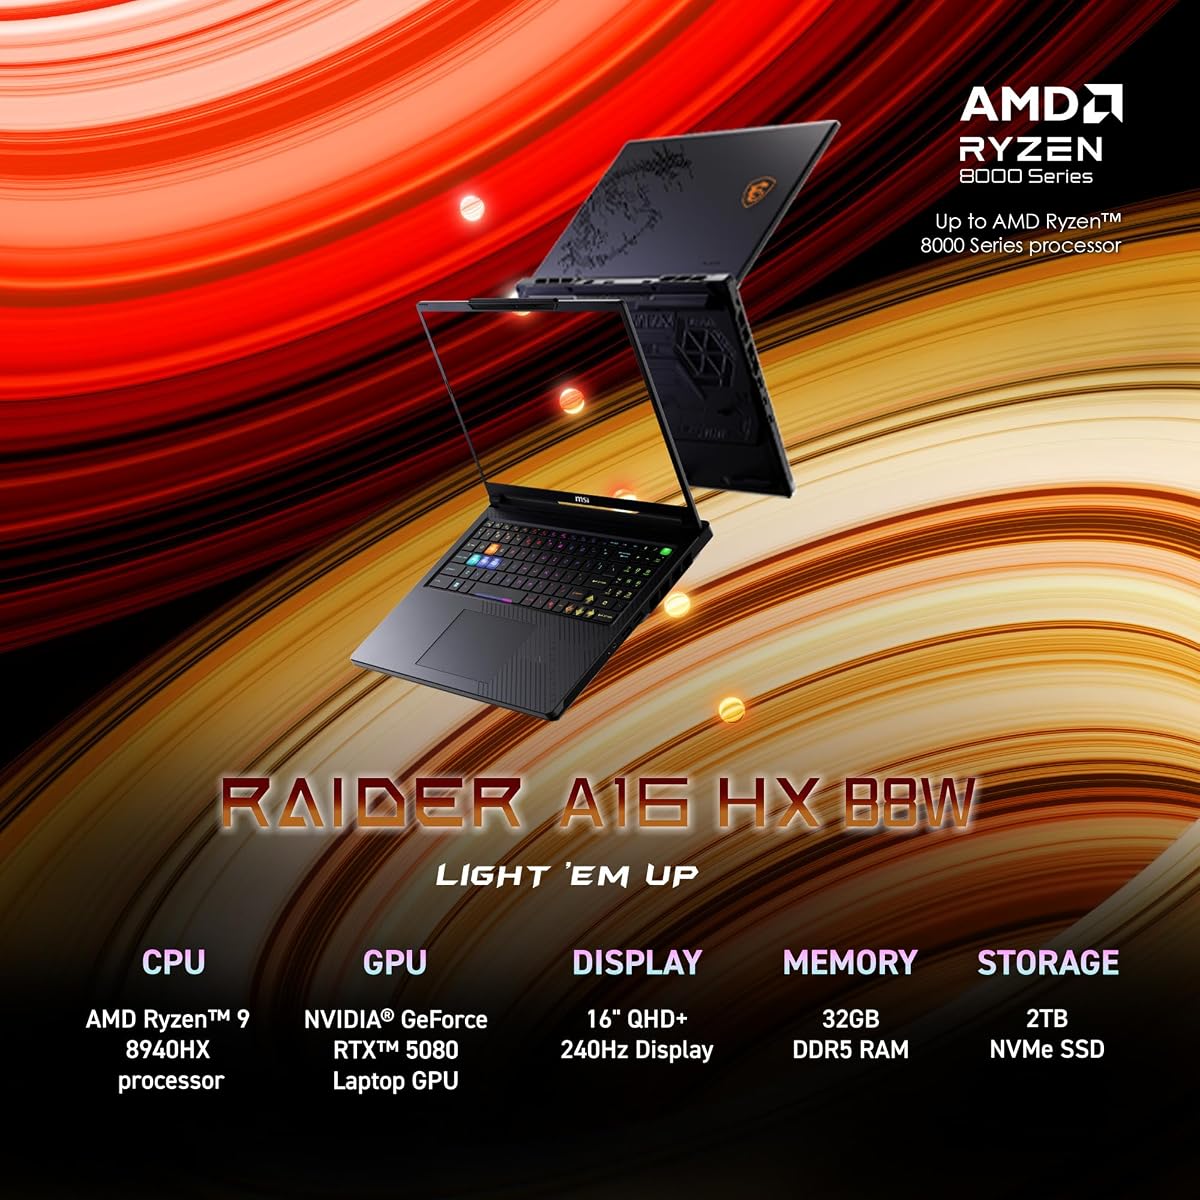 AMD
RYZEN
8000 Series
Up to AMD Ryzen™
8000 Series processor
msi
RAIDER A16 HX B8W
LIGHT 'EM UP
CPU
AMD Ryzen™ 9
8940HX
processor
GPU
NVIDIA® GeForce
RTX™ 5080
Laptop GPU
DISPLAY
16" QHD+
240Hz Display
MEMORY
32GB
DDR5 RAM
STORAGE
2TB
NVMe SSD